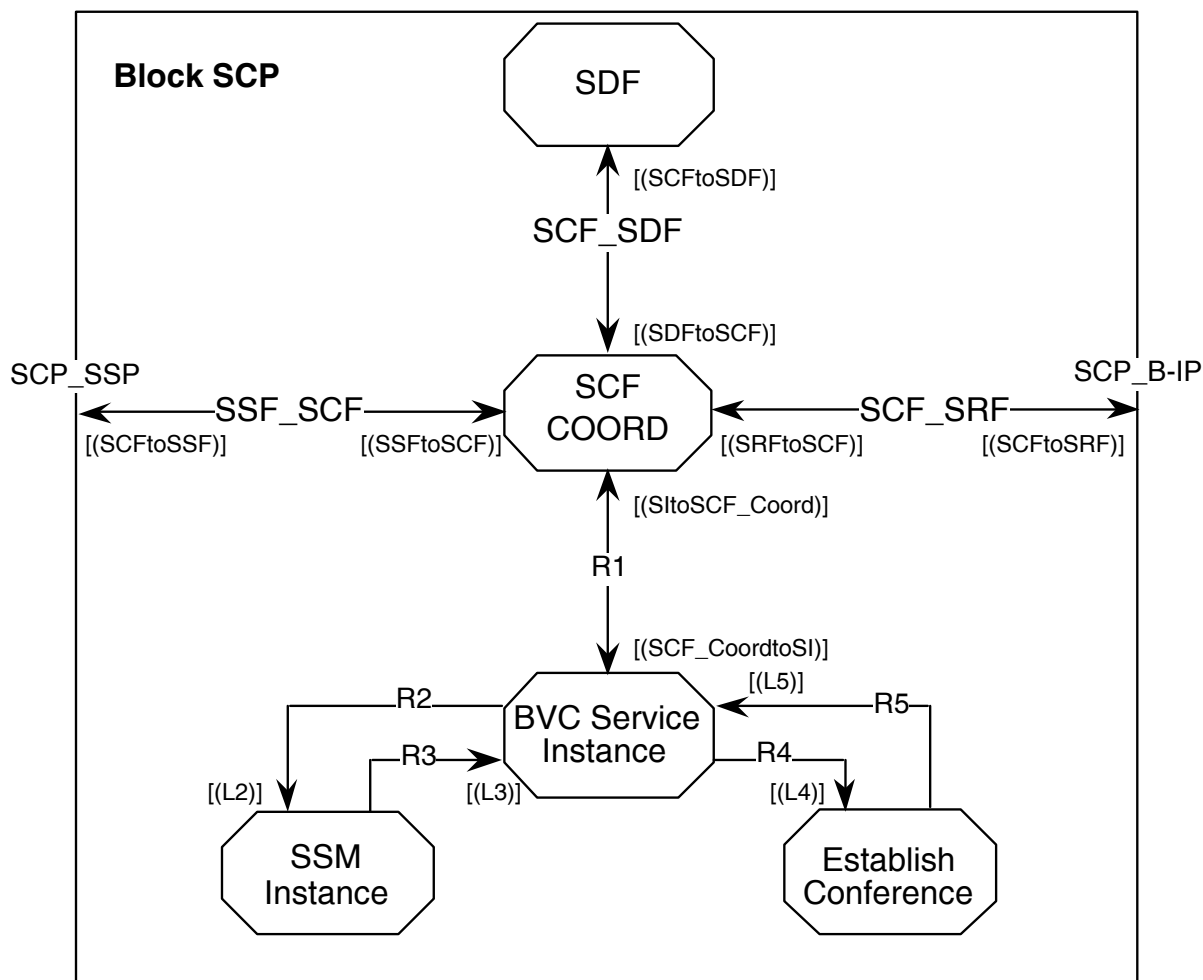 Block SCP
SDF
[(SCFtoSDF)]
SCF_SDF
[(SDFtoSCF)]
SCP_SSP
SCP_B-IP
SCF
COORD
SSF_SCF
SCF_SRF
[(SCFtoSSF)]
[(SSFtoSCF)]
[(SRFtoSCF)]
[(SCFtoSRF)]
[(SItoSCF_Coord)]
R1
[(SCF_CoordtoSI)]
[(L5)]
R2
R5
BVC Service
Instance
R3
R4
[(L2)]
[(L3)]
[(L4)]
SSM
Instance
Establish
Conference